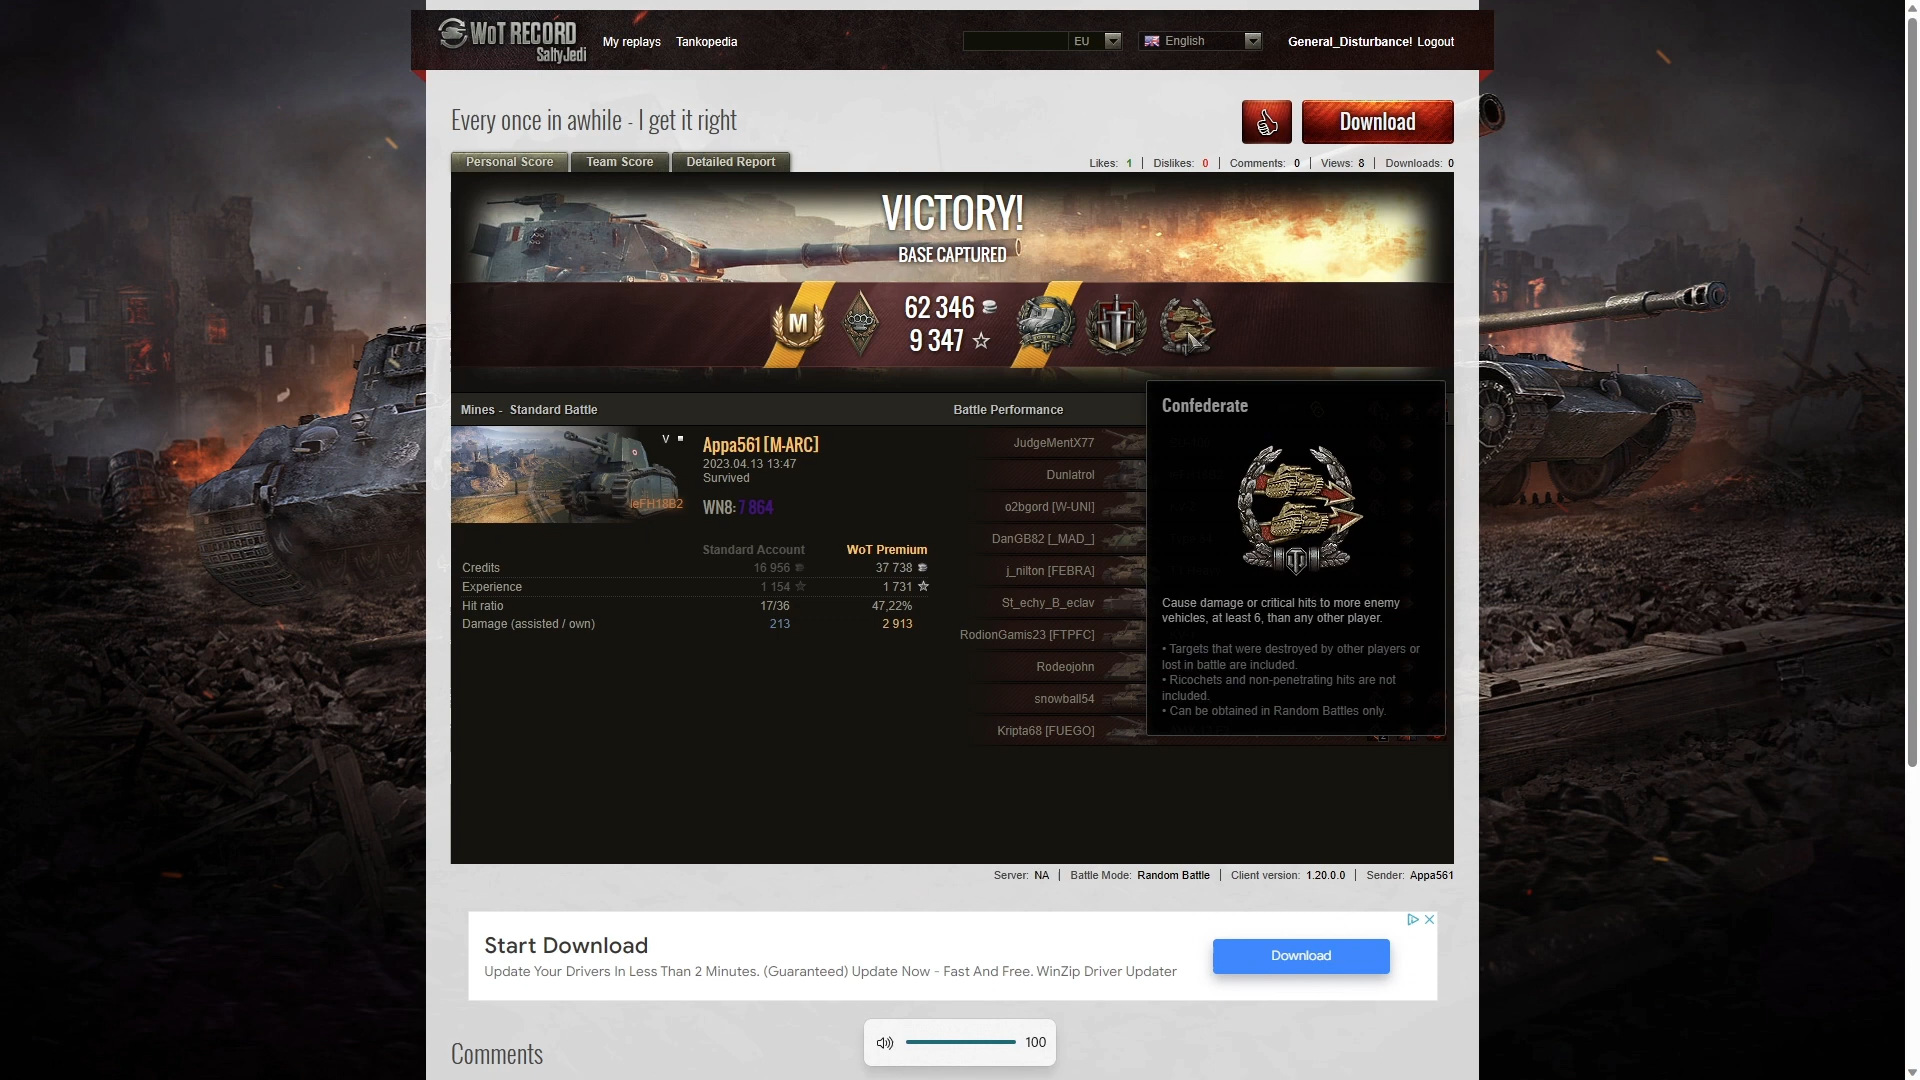 WoT RECORD
SaltyJedi
My replays
Tankopedia
EU
English
General_Disturbance! Logout
Every once in awhile - I get it right
Download
Personal Score
Team Score
Detailed Report
Likes: 1 | Dislikes: 0 | Comments: 0 | Views: 8 | Downloads: 0
VICTORY!
BASE CAPTURED
M
62 346
9 347
Mines - Standard Battle
Battle Performance
V
leFH18B2
Appa561 [M-ARC]
2023.04.13 13:47
Survived
WN8: 7 864
Standard Account WoT Premium
Credits 16 956 37 738
Experience 1 154 1 731
Hit ratio 17/36 47,22%
Damage (assisted / own) 213 2 913
JudgeMentX77
Dunlatrol
o2bgord [W-UNI]
DanGB82 [_MAD_]
j_nilton [FEBRA]
St_echy_B_eclav
RodionGamis23 [FTPFC]
Rodeojohn
snowball54
Kripta68 [FUEGO]
Confederate
Cause damage or critical hits to more enemy
vehicles, at least 6, than any other player.
• Targets that were destroyed by other players or
lost in battle are included.
• Ricochets and non-penetrating hits are not
included.
• Can be obtained in Random Battles only.
Server: NA | Battle Mode: Random Battle | Client version: 1.20.0.0 | Sender: Appa561
Start Download
Update Your Drivers In Less Than 2 Minutes. (Guaranteed) Update Now - Fast And Free. WinZip Driver Updater
Download
100
Comments